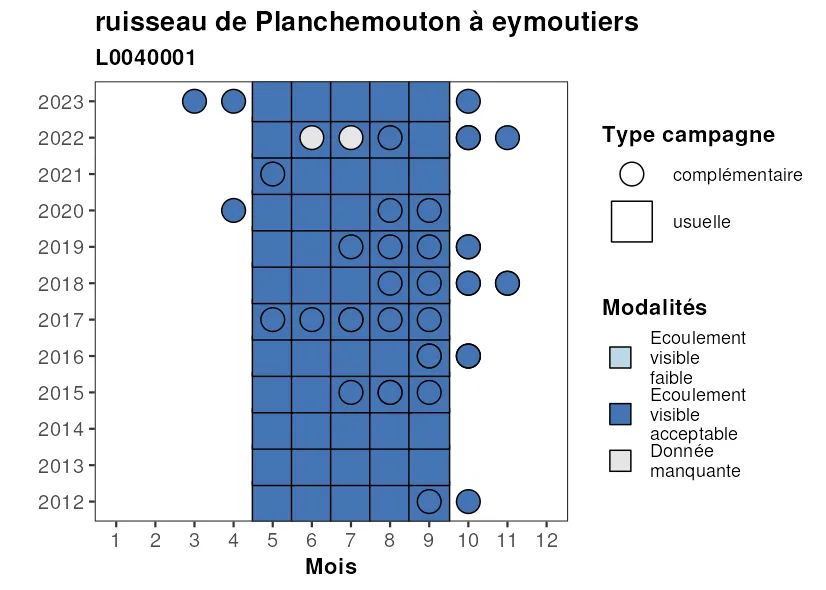 ruisseau de Planchemouton à eymoutiers
L0040001
2023
2022
2021
2020
2019
2018
2017
2016
2015
2014
2013
2012
1 2 3 4 5 6 7 8 9 10 11 12
Mois
Type campagne
complémentaire
usuelle
Modalités
Ecoulement
visible
faible
Ecoulement
visible
acceptable
Donnée
manquante